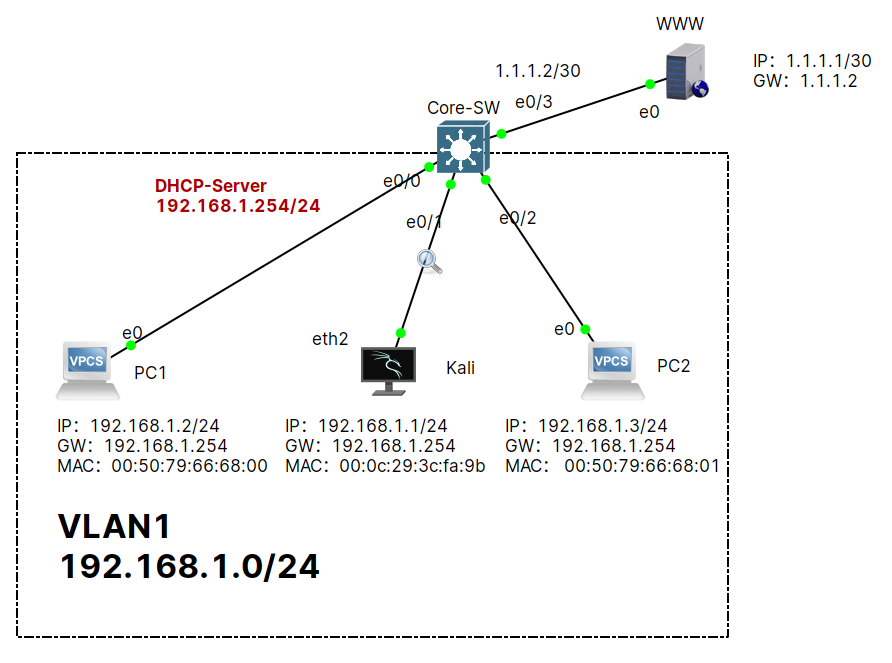 WWW
IP：1.1.1.1/30
GW：1.1.1.2
1.1.1.2/30
e0/3
e0
Core-SW
DHCP-Server
192.168.1.254/24
e0/0
e0/1
e0/2
e0
eth2
e0
VPCS
PC1
Kali
VPCS
PC2
IP：192.168.1.2/24
GW：192.168.1.254
MAC：00:50:79:66:68:00
IP：192.168.1.1/24
GW：192.168.1.254
MAC：00:0c:29:3c:fa:9b
IP：192.168.1.3/24
GW：192.168.1.254
MAC： 00:50:79:66:68:01
VLAN1
192.168.1.0/24